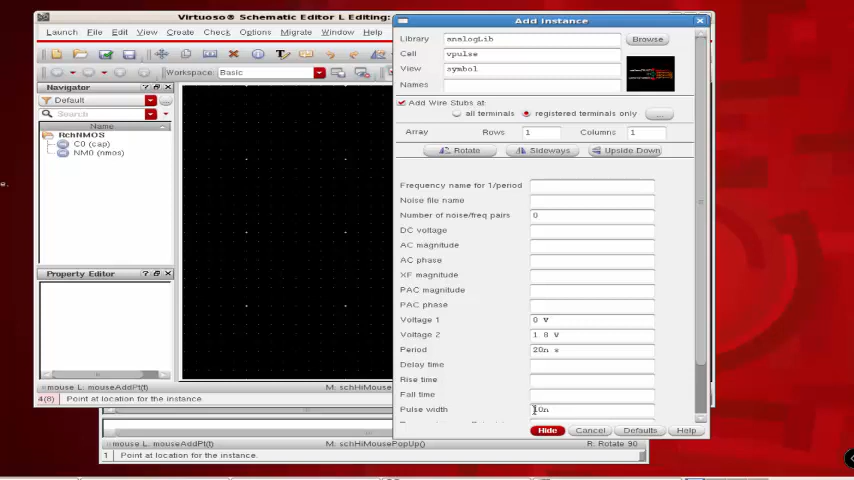 Virtuoso® Schematic Editor L Editing:
Add Instance
Launch File Edit View Create Check Options Migrate Window
Workspace: Basic
Navigator
Default
Search
Name
RchNMOS
C0 (cap)
NM0 (nmos)
Property Editor
mouse L: mouseAddPt(t)
M: schHiMouse
4(8) Point at location for the instance.
mouse L: mouseAddPt(t)
M: schHiMousePopUp()
R: Rotate 90
1 Point at location for the instance.
Library analogLib Browse
Cell vpulse
View symbol
Names
Add Wire Stubs at:
all terminals registered terminals only ...
Array Rows 1 Columns 1
Rotate Sideways Upside Down
Frequency name for 1/period
Noise file name
Number of noise/freq pairs 0
DC voltage
AC magnitude
AC phase
XF magnitude
PAC magnitude
PAC phase
Voltage 1 0 V
Voltage 2 1 8 V
Period 20n s
Delay time
Rise time
Fall time
Pulse width 10n
Hide Cancel Defaults Help
e.